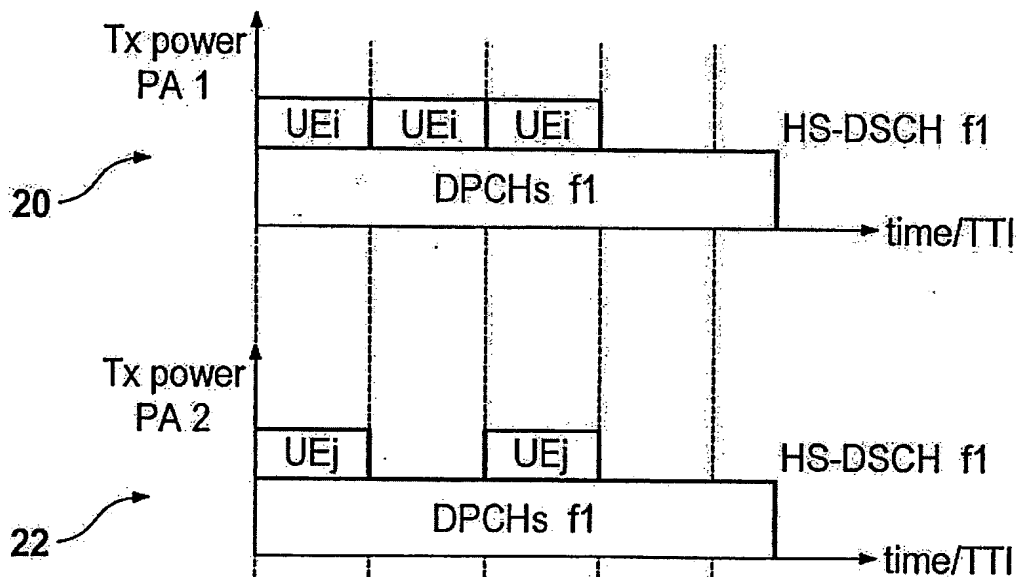 Tx power
PA 1
UEi UEi UEi
HS-DSCH f1
DPCHs f1
20
time/TTI
Tx power
PA 2
UEj UEj
HS-DSCH f1
DPCHs f1
22
time/TTI